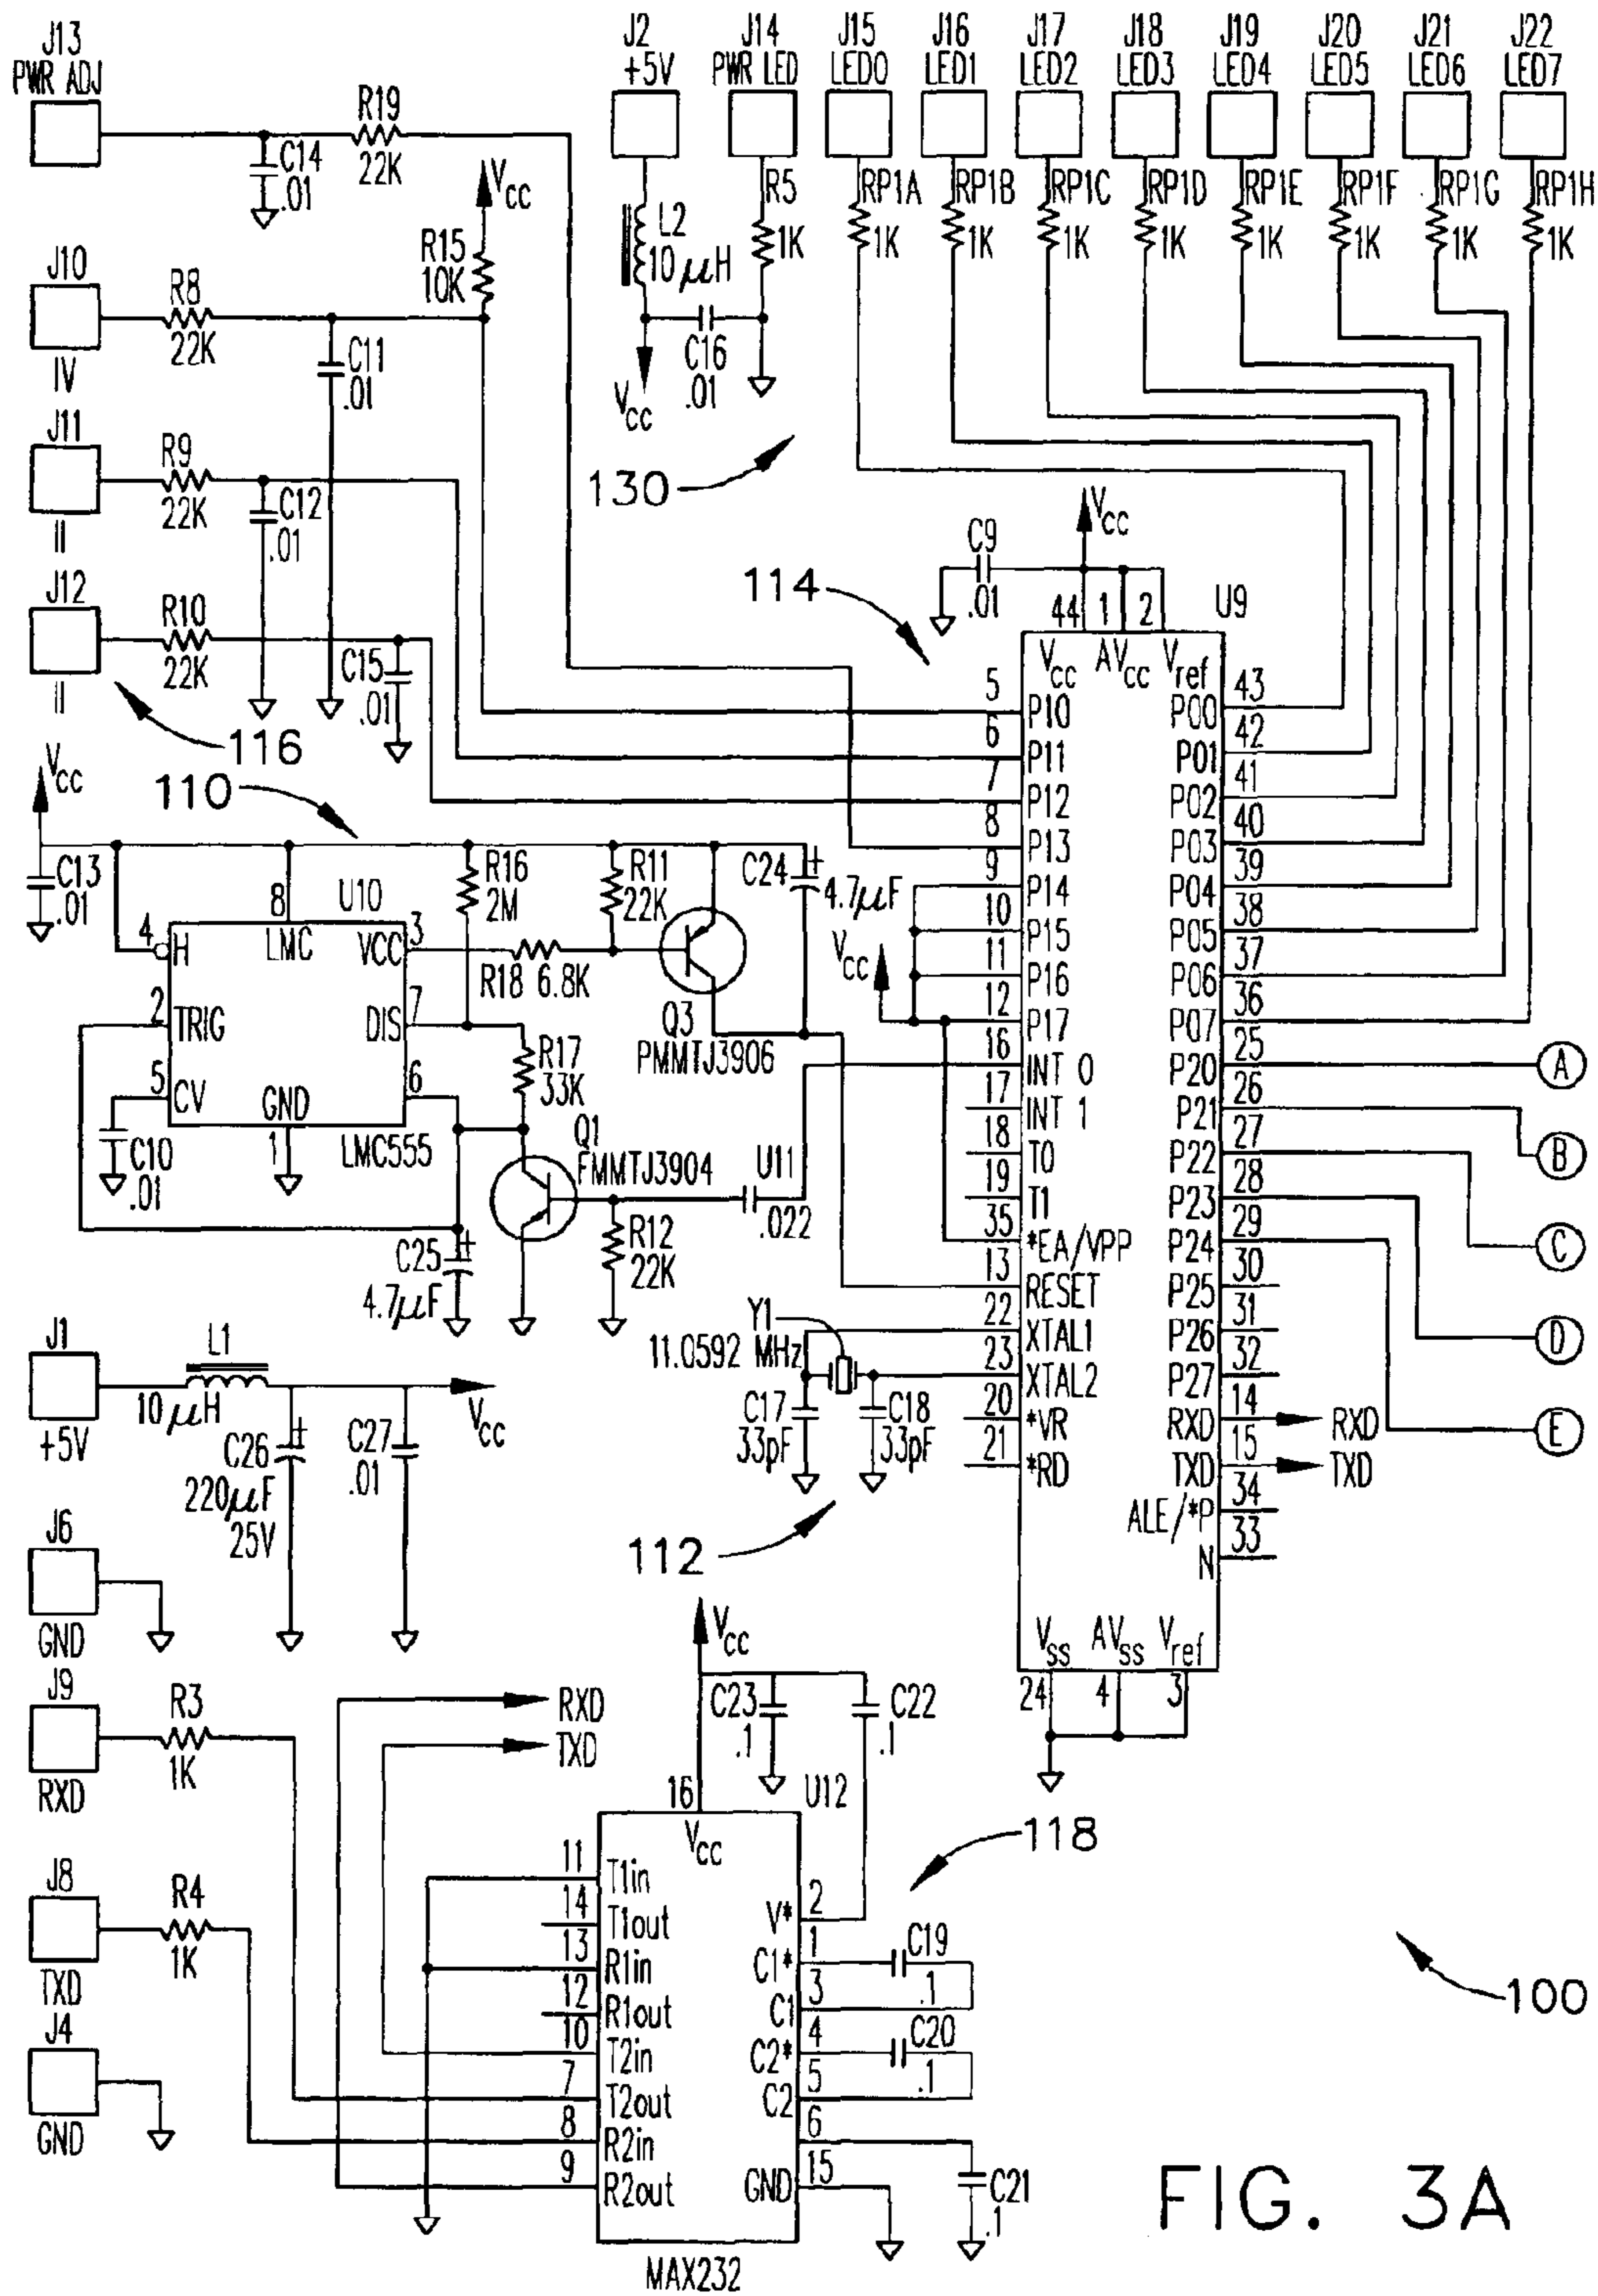 J13
PWR ADJ
J2
+5V
J14
PWR LED
J15
LED0
J16
LED1
J17
LED2
J18
LED3
J19
LED4
J20
LED5
J21
LED6
J22
LED7
R19
22K
C14
.01
Vcc
R15
10K
L2
10 µH
R5
1K
RP1A
1K
RP1B
1K
RP1C
1K
RP1D
1K
RP1E
1K
RP1F
1K
RP1G
1K
RP1H
1K
J10
IV
R8
22K
C11
.01
C16
.01
Vcc
J11
II
R9
22K
C12
.01
130
J12
II
R10
22K
C15
.01
116
114
C9
.01
Vcc
U9
44
1
2
Vcc
AVcc
Vref
5
P10
6
P11
7
P12
8
P13
9
P14
10
P15
11
P16
12
P17
16
INT 0
17
INT 1
18
T0
19
T1
35
*EA/VPP
13
RESET
22
XTAL1
23
XTAL2
20
*VR
21
*RD
43
P00
42
P01
41
P02
40
P03
39
P04
38
P05
37
P06
36
P07
25
P20
26
P21
27
P22
28
P23
29
P24
30
P25
31
P26
32
P27
14
RXD
RXD
15
TXD
TXD
34
ALE/*P
33
N
Vss
AVss
Vref
24
4
3
A
B
C
D
E
Vcc
110
C13
.01
8
U10
LMC
4
H
VCC
3
2
TRIG
DIS
7
5
CV
6
GND
1
LMC555
C10
.01
R16
2M
R11
22K
C24
+
4.7µF
Vcc
R18 6.8K
Q3
PMMTJ3906
R17
33K
Q1
FMMTJ3904
U11
.022
R12
22K
C25
+
4.7µF
Y1
11.0592 MHz
C17
33pF
C18
33pF
112
J1
+5V
L1
10 µH
Vcc
C26
+
220µF
25V
C27
.01
J6
GND
J9
RXD
R3
1K
RXD
TXD
J8
TXD
R4
1K
J4
GND
Vcc
C23
.1
C22
.1
U12
16
Vcc
118
11
T1in
14
T1out
13
R1in
12
R1out
10
T2in
7
T2out
8
R2in
9
R2out
2
V*
1
C1*
3
C1
4
C2*
5
C2
6
15
GND
C19
.1
C20
.1
C21
.1
MAX232
100
FIG. 3A